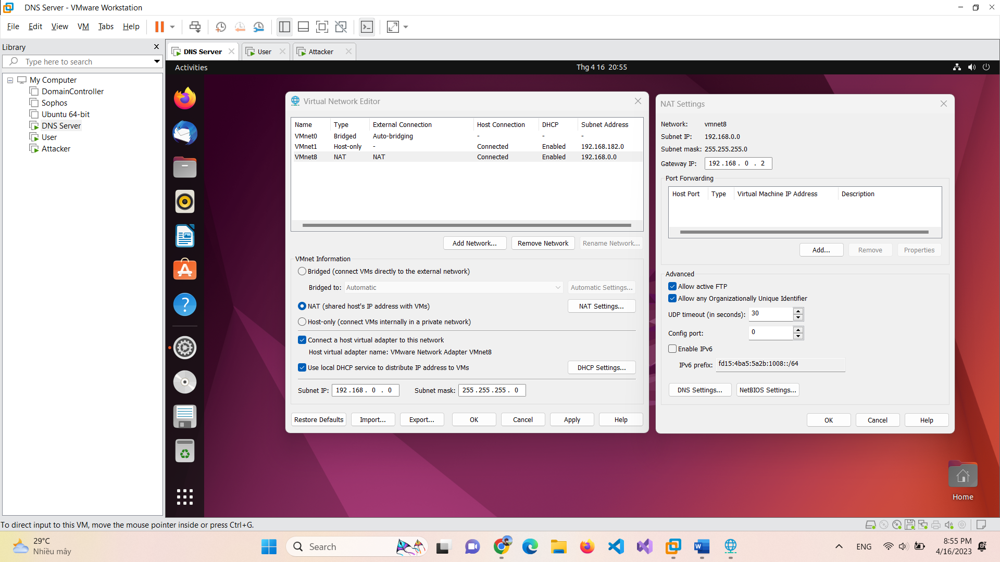 DNS Server - VMware Workstation
File Edit View VM Tabs Help
Library
Type here to search
My Computer
DomainController
Sophos
Ubuntu 64-bit
DNS Server
User
Attacker
DNS Server User Attacker
Activities
Thg 4 16 20:55
Virtual Network Editor
Name Type External Connection Host Connection DHCP Subnet Address
VMnet0 Bridged Auto-bridging - - -
VMnet1 Host-only - Connected Enabled 192.168.182.0
VMnet8 NAT NAT Connected Enabled 192.168.0.0
Add Network... Remove Network Rename Network...
VMnet Information
Bridged (connect VMs directly to the external network)
Bridged to: Automatic Automatic Settings...
NAT (shared host's IP address with VMs) NAT Settings...
Host-only (connect VMs internally in a private network)
Connect a host virtual adapter to this network
Host virtual adapter name: VMware Network Adapter VMnet8
Use local DHCP service to distribute IP address to VMs DHCP Settings...
Subnet IP: 192 . 168 . 0 . 0 Subnet mask: 255 . 255 . 255 . 0
Restore Defaults Import... Export... OK Cancel Apply Help
NAT Settings
Network: vmnet8
Subnet IP: 192.168.0.0
Subnet mask: 255.255.255.0
Gateway IP: 192 . 168 . 0 . 2
Port Forwarding
Host Port Type Virtual Machine IP Address Description
Add... Remove Properties
Advanced
Allow active FTP
Allow any Organizationally Unique Identifier
UDP timeout (in seconds): 30
Config port: 0
Enable IPv6
IPv6 prefix: fd15:4ba5:5a2b:1008::/64
DNS Settings... NetBIOS Settings...
OK Cancel Help
Home
To direct input to this VM, move the mouse pointer inside or press Ctrl+G.
29°C
Nhiều mây
Search
ENG
8:55 PM
4/16/2023